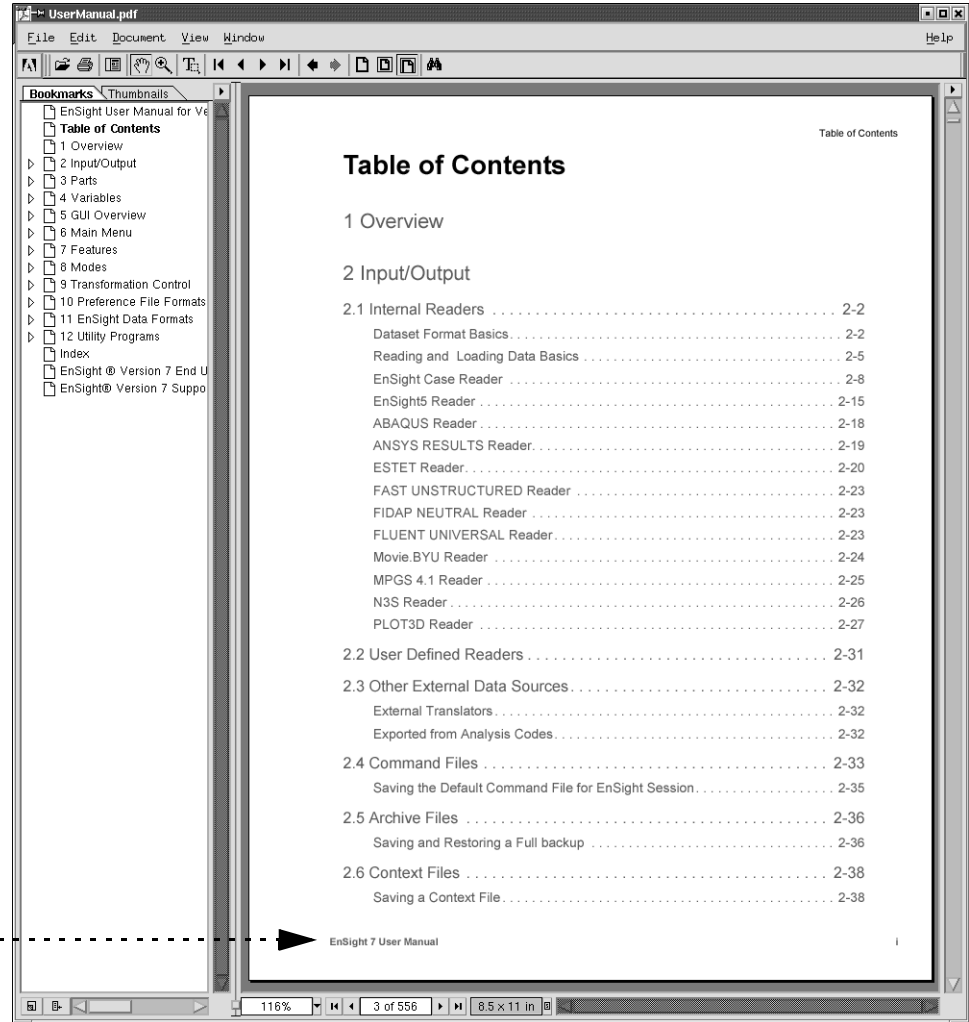 UserManual.pdf
File Edit Document View Window Help
Bookmarks Thumbnails
EnSight User Manual for Ve
Table of Contents
1 Overview
2 Input/Output
3 Parts
4 Variables
5 GUI Overview
6 Main Menu
7 Features
8 Modes
9 Transformation Control
10 Preference File Formats
11 EnSight Data Formats
12 Utility Programs
Index
EnSight ® Version 7 End U
EnSight® Version 7 Suppo
Table of Contents
Table of Contents
1 Overview
2 Input/Output
2.1 Internal Readers . . . . . . . . . . . . . . . . . . . . . . . . . . . . . . . . . . 2-2
Dataset Format Basics. . . . . . . . . . . . . . . . . . . . . . . . . . . . . . . . . . 2-2
Reading and Loading Data Basics . . . . . . . . . . . . . . . . . . . . . . . . . . 2-5
EnSight Case Reader . . . . . . . . . . . . . . . . . . . . . . . . . . . . . . . . . . 2-8
EnSight5 Reader . . . . . . . . . . . . . . . . . . . . . . . . . . . . . . . . . . 2-15
ABAQUS Reader . . . . . . . . . . . . . . . . . . . . . . . . . . . . . . . . . . 2-18
ANSYS RESULTS Reader. . . . . . . . . . . . . . . . . . . . . . . . . . . . . . 2-19
ESTET Reader. . . . . . . . . . . . . . . . . . . . . . . . . . . . . . . . . . 2-20
FAST UNSTRUCTURED Reader . . . . . . . . . . . . . . . . . . . . . . . . . . 2-23
FIDAP NEUTRAL Reader . . . . . . . . . . . . . . . . . . . . . . . . . . . . . . 2-23
FLUENT UNIVERSAL Reader. . . . . . . . . . . . . . . . . . . . . . . . . . . . 2-23
Movie.BYU Reader . . . . . . . . . . . . . . . . . . . . . . . . . . . . . . . . . . 2-24
MPGS 4.1 Reader . . . . . . . . . . . . . . . . . . . . . . . . . . . . . . . . . . 2-25
N3S Reader . . . . . . . . . . . . . . . . . . . . . . . . . . . . . . . . . . 2-26
PLOT3D Reader . . . . . . . . . . . . . . . . . . . . . . . . . . . . . . . . . . 2-27
2.2 User Defined Readers . . . . . . . . . . . . . . . . . . . . . . . . . . . . 2-31
2.3 Other External Data Sources. . . . . . . . . . . . . . . . . . . . . . . . 2-32
External Translators. . . . . . . . . . . . . . . . . . . . . . . . . . . . . . . . . . 2-32
Exported from Analysis Codes. . . . . . . . . . . . . . . . . . . . . . . . . . . . 2-32
2.4 Command Files . . . . . . . . . . . . . . . . . . . . . . . . . . . . . . . . 2-33
Saving the Default Command File for EnSight Session. . . . . . . . . . . . . . 2-35
2.5 Archive Files . . . . . . . . . . . . . . . . . . . . . . . . . . . . . . . . . . 2-36
Saving and Restoring a Full backup . . . . . . . . . . . . . . . . . . . . . . . . 2-36
2.6 Context Files . . . . . . . . . . . . . . . . . . . . . . . . . . . . . . . . . . 2-38
Saving a Context File . . . . . . . . . . . . . . . . . . . . . . . . . . . . . . . . 2-38
EnSight 7 User Manual i
116% 3 of 556 8.5 × 11 in